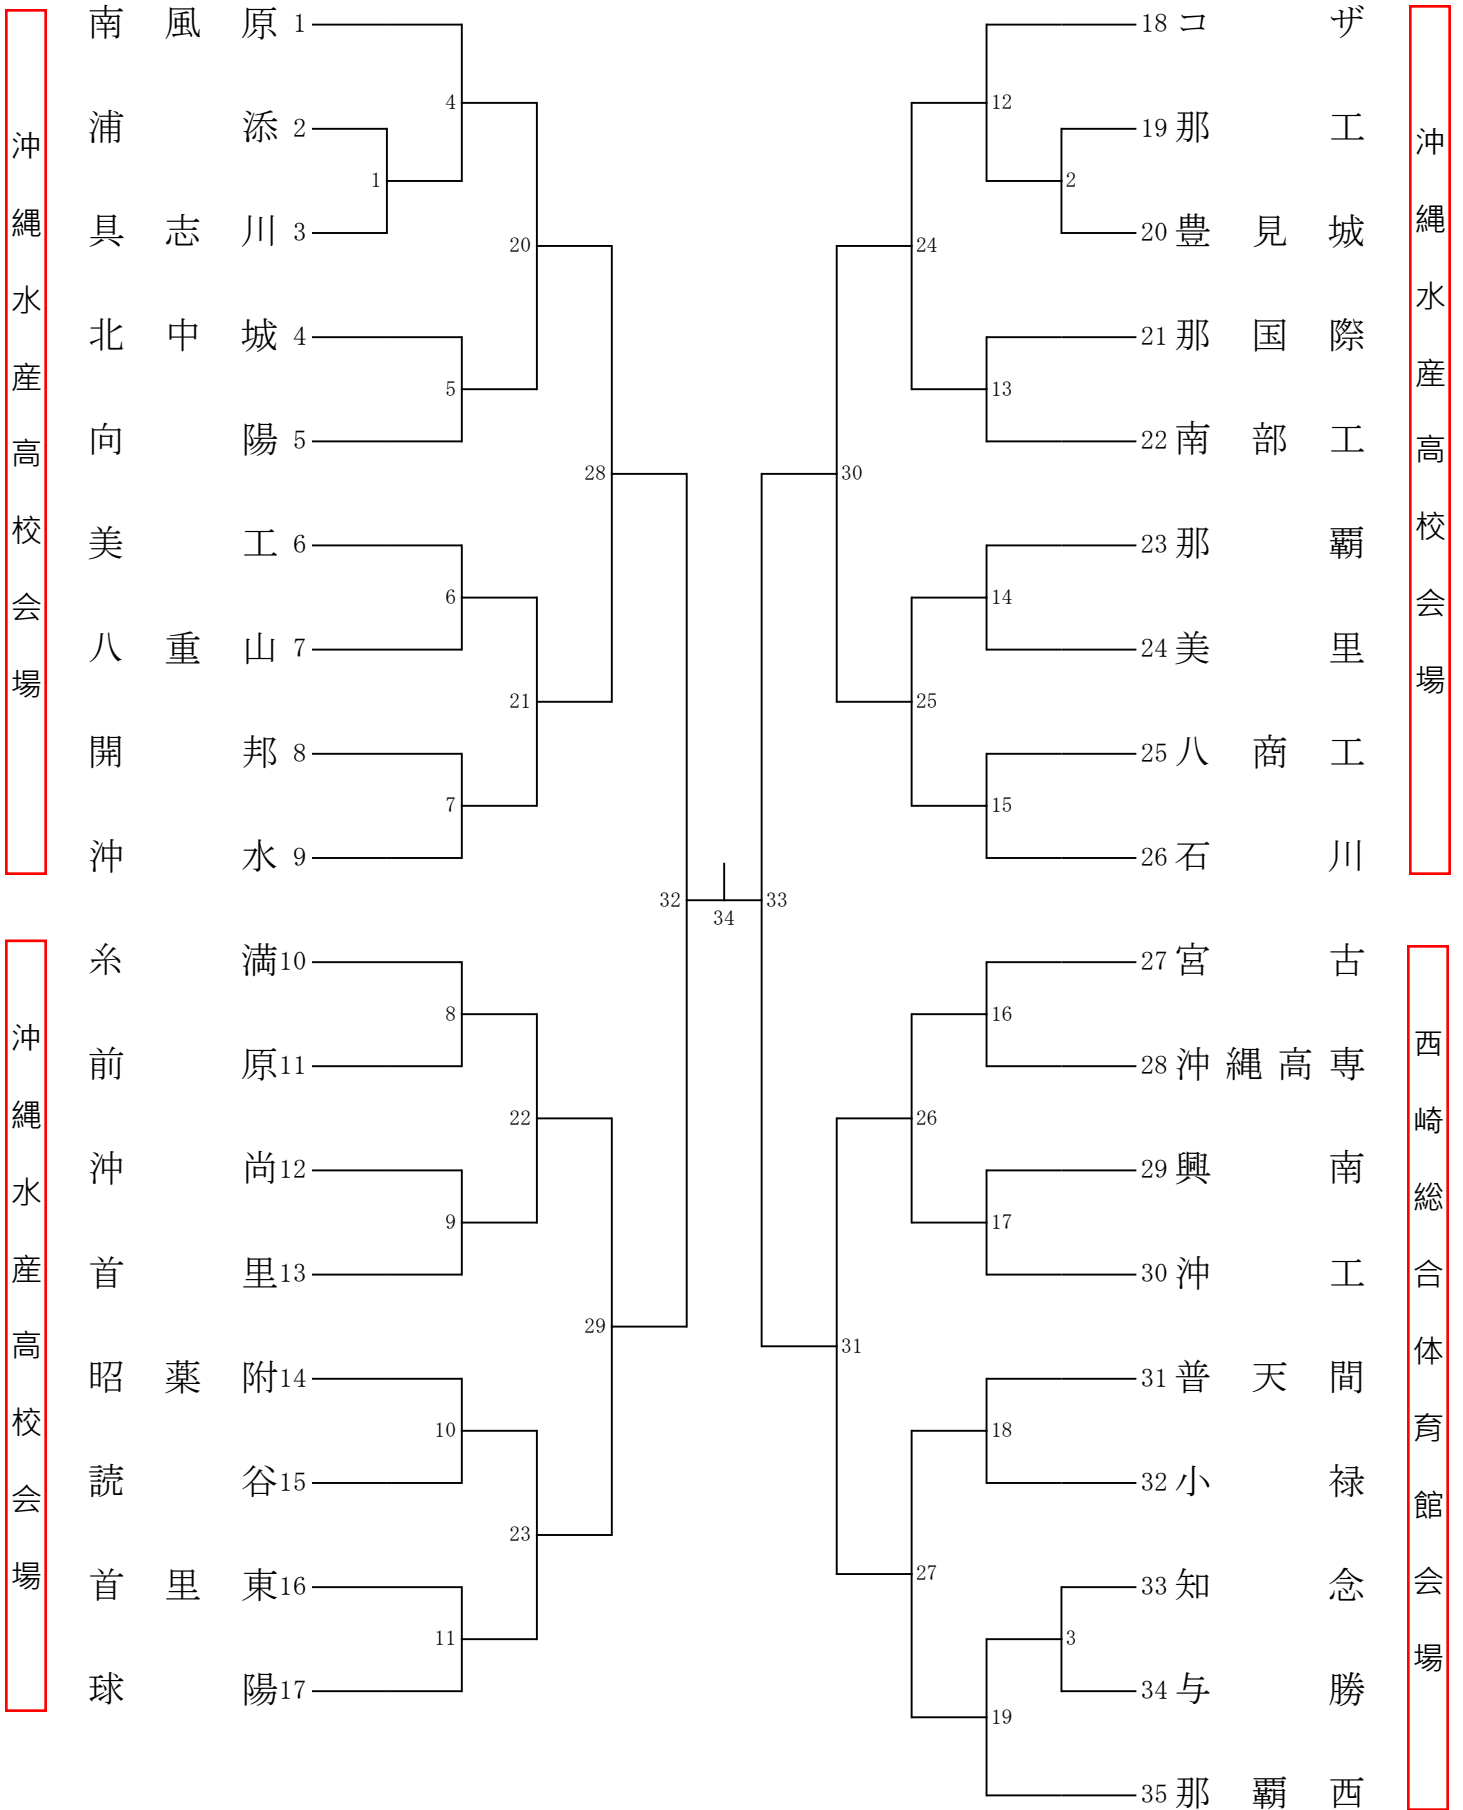 沖縄水産高校会場
南風原 1
浦添 2
具志川 3
北中城 4
向陽 5
美工 6
八重山 7
開邦 8
沖水 9
沖縄水産高校会場
糸満 10
前原 11
沖尚 12
首里 13
昭薬附 14
読谷 15
首里東 16
球陽 17
1
4
5
6
7
8
9
10
11
20
21
22
23
28
29
32
34
33
30
31
24
25
26
27
12
13
14
15
16
17
18
19
2
3
18 コザ
19 那工
20 豊見城
21 那国際
22 南部工
23 那覇
24 美里
25 八商工
26 石川
沖縄水産高校会場
27 宮古
28 沖縄高専
29 興南
30 沖工
31 普天間
32 小禄
33 知念
34 与勝
35 那覇西
西崎総合体育館会場